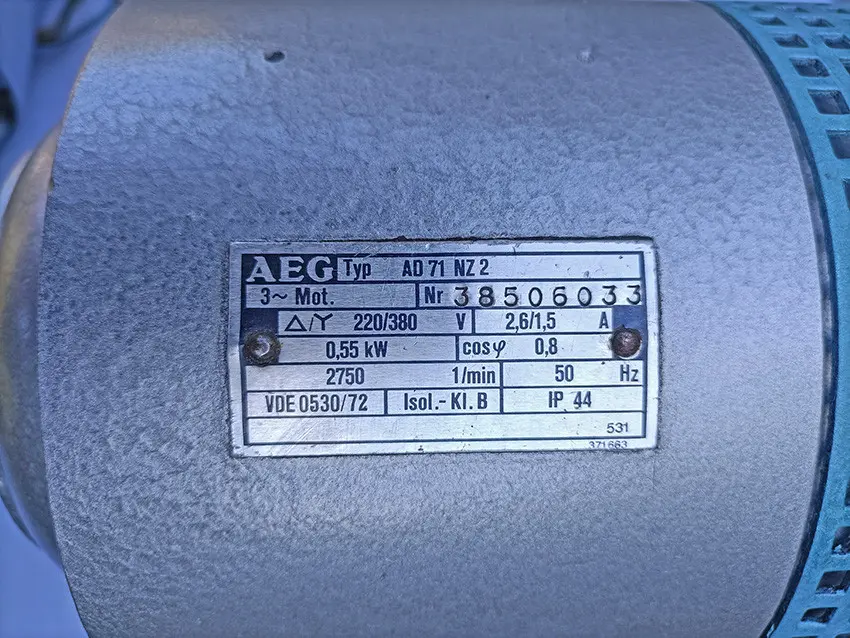 AEG Typ AD 71 NZ 2
3~ Mot. Nr 38506033
△/Y 220/380 V 2,6/1,5 A
0,55 kW cosφ 0,8
2750 1/min 50 Hz
VDE 0530/72 Isol.-Kl. B IP 44
531
371663